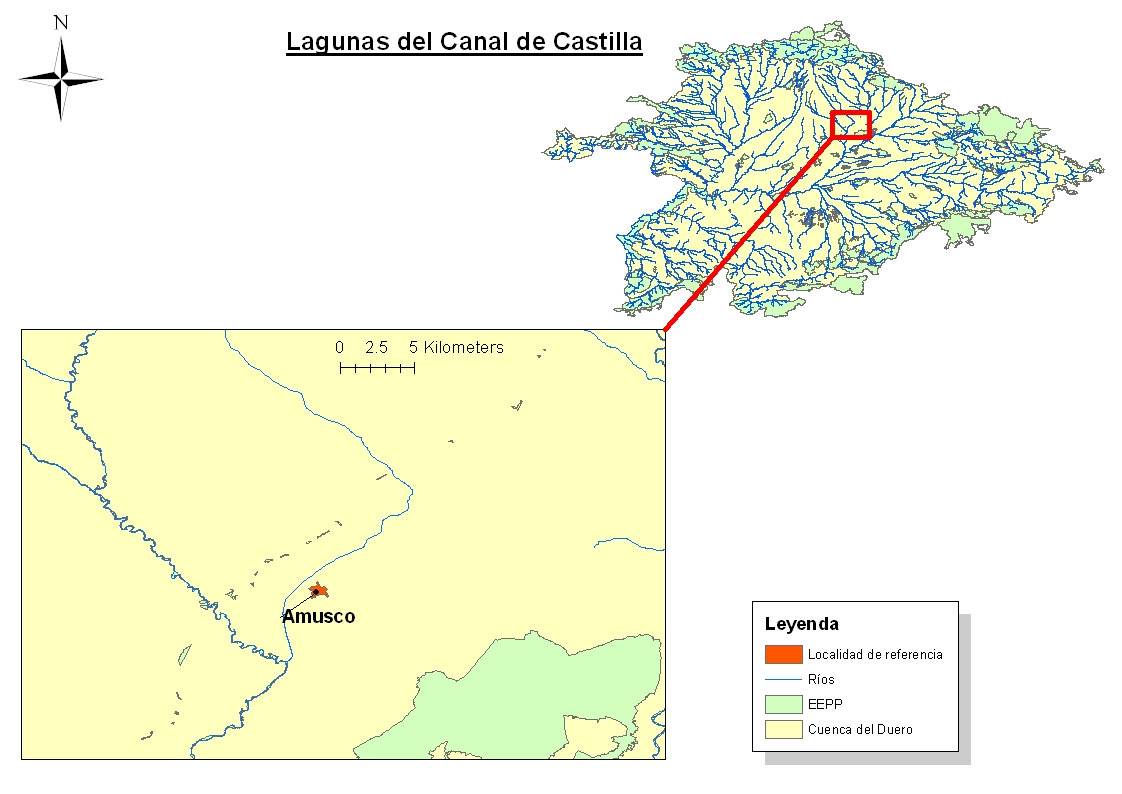 N
Lagunas del Canal de Castilla
0 2.5 5 Kilometers
Amusco
Leyenda
Localidad de referencia
Ríos
EEPP
Cuenca del Duero